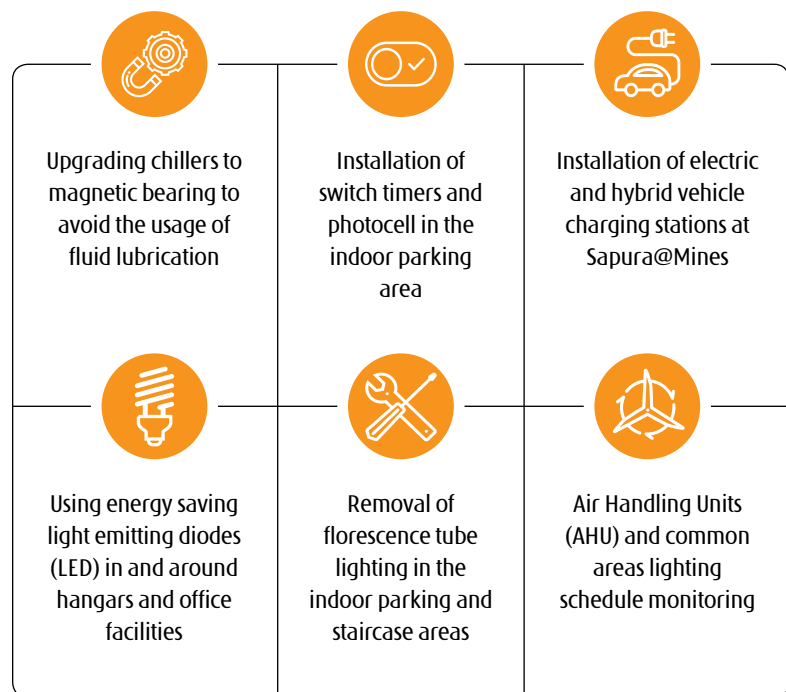 Upgrading chillers to
magnetic bearing to
avoid the usage of
fluid lubrication
Installation of
switch timers and
photocell in the
indoor parking
area
Installation of electric
and hybrid vehicle
charging stations at
Sapura@Mines
Using energy saving
light emitting diodes
(LED) in and around
hangars and office
facilities
Removal of
florescence tube
lighting in the
indoor parking and
staircase areas
Air Handling Units
(AHU) and common
areas lighting
schedule monitoring